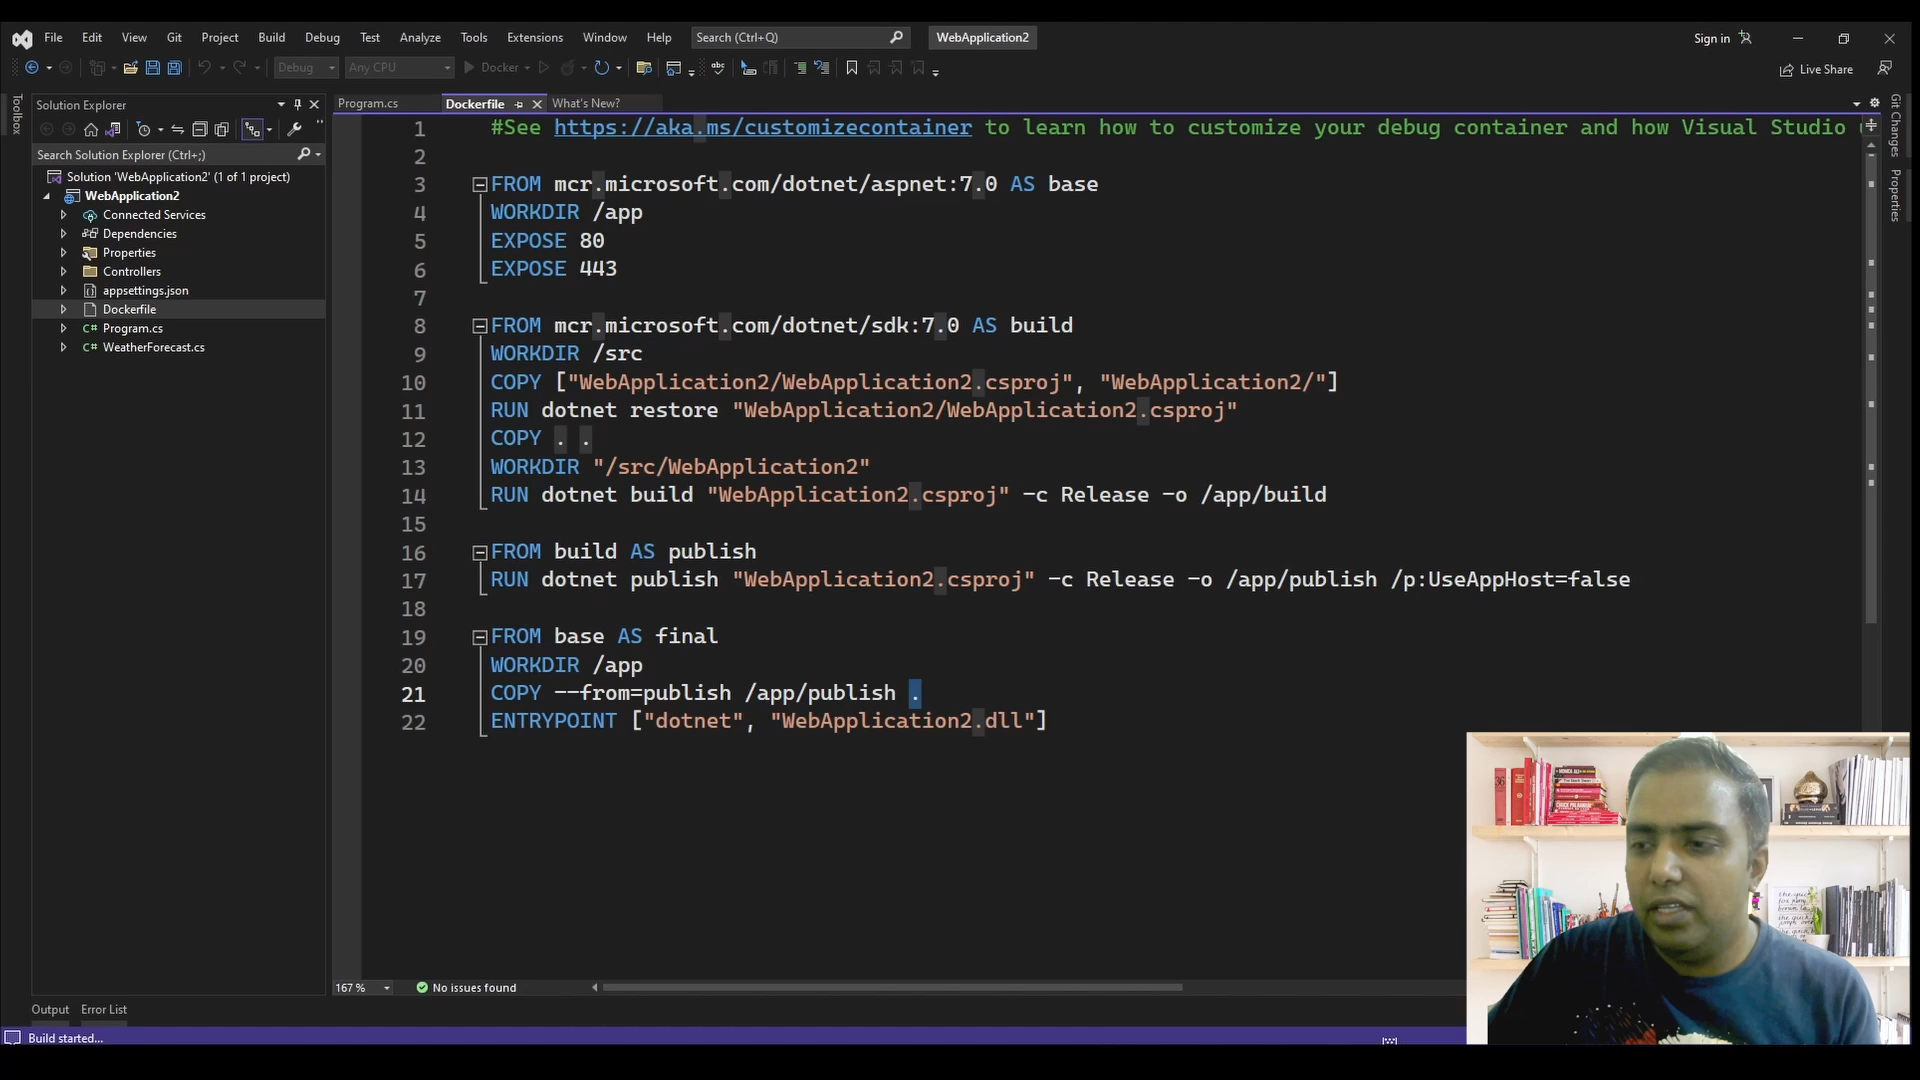 File Edit View Git Project Build Debug Test Analyze Tools Extensions Window Help Search (Ctrl+Q) WebApplication2 Sign in
Debug Any CPU Docker Live Share
Toolbox
Solution Explorer
Search Solution Explorer (Ctrl+;)
Solution 'WebApplication2' (1 of 1 project)
WebApplication2
Connected Services
Dependencies
Properties
Controllers
appsettings.json
Dockerfile
Program.cs
WeatherForecast.cs
Program.cs Dockerfile What's New?
1 #See https://aka.ms/customizecontainer to learn how to customize your debug container and how Visual Studio
2
3 FROM mcr.microsoft.com/dotnet/aspnet:7.0 AS base
4 WORKDIR /app
5 EXPOSE 80
6 EXPOSE 443
7
8 FROM mcr.microsoft.com/dotnet/sdk:7.0 AS build
9 WORKDIR /src
10 COPY ["WebApplication2/WebApplication2.csproj", "WebApplication2/"]
11 RUN dotnet restore "WebApplication2/WebApplication2.csproj"
12 COPY . .
13 WORKDIR "/src/WebApplication2"
14 RUN dotnet build "WebApplication2.csproj" -c Release -o /app/build
15
16 FROM build AS publish
17 RUN dotnet publish "WebApplication2.csproj" -c Release -o /app/publish /p:UseAppHost=false
18
19 FROM base AS final
20 WORKDIR /app
21 COPY --from=publish /app/publish .
22 ENTRYPOINT ["dotnet", "WebApplication2.dll"]
Git Changes
Properties
167 % No issues found
Output Error List
Build started...